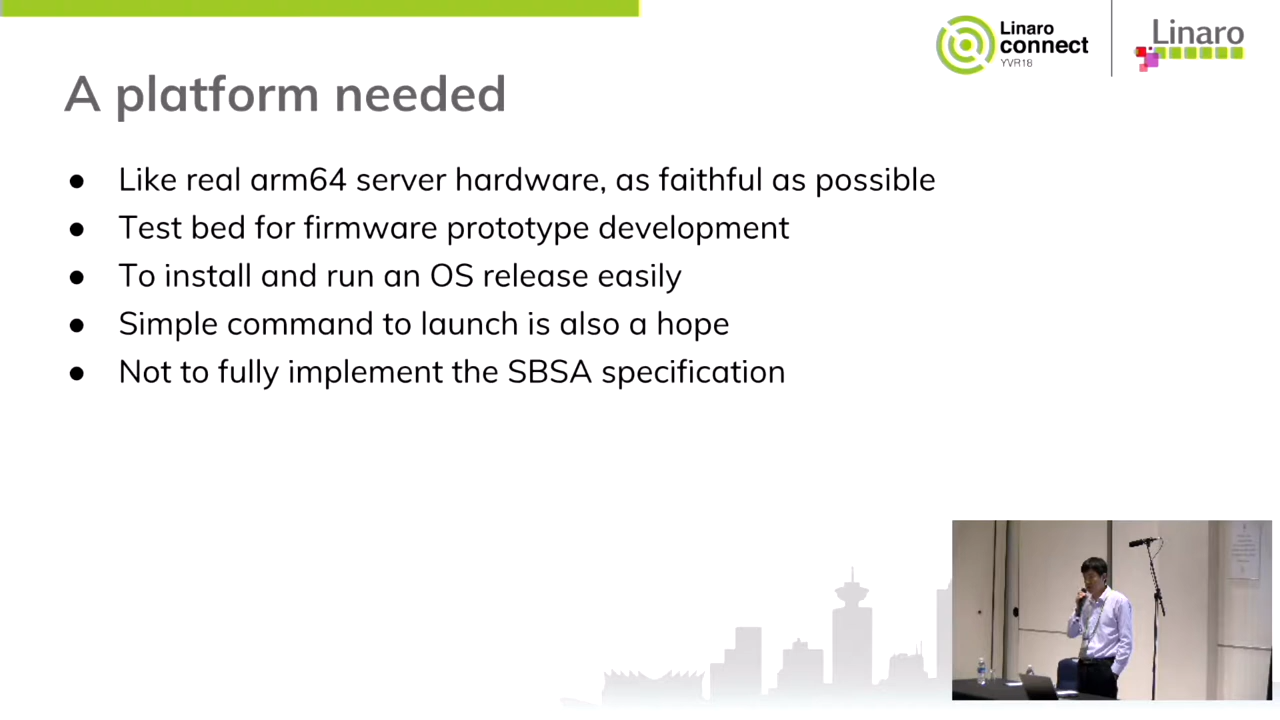 Linaro
connect
YVR18
Linaro
A platform needed
● Like real arm64 server hardware, as faithful as possible
● Test bed for firmware prototype development
● To install and run an OS release easily
● Simple command to launch is also a hope
● Not to fully implement the SBSA specification